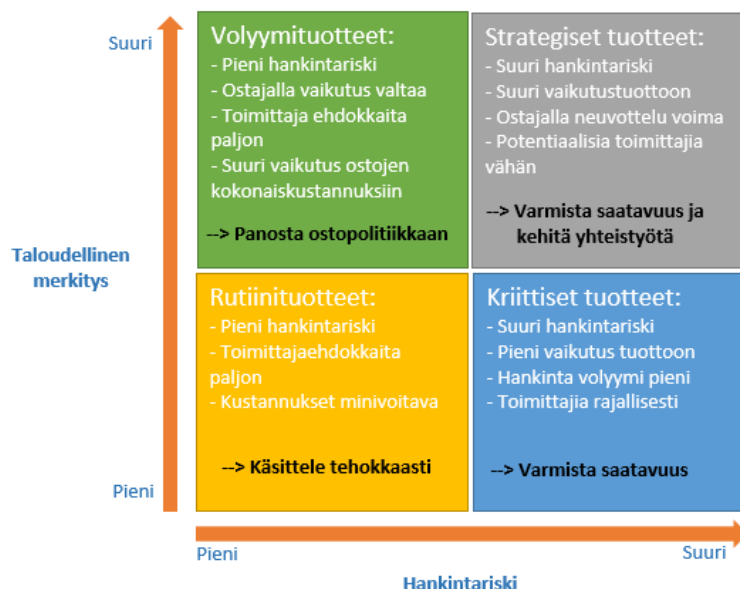 Suuri
Taloudellinen
merkitys
Pieni
Volyymituotteet:
- Pieni hankintariski
- Ostajalla vaikutus valtaa
- Toimittaja ehdokkaita
paljon
- Suuri vaikutus ostojen
kokonaiskustannuksiin
--> Panosta ostopolitiikkaan
Strategiset tuotteet:
- Suuri hankintariski
- Suuri vaikutustuottoon
- Ostajalla neuvottelu voima
- Potentiaalisia toimittajia
vähän
--> Varmista saatavuus ja
kehitä yhteistyötä
Rutiinituotteet:
- Pieni hankintariski
- Toimittajaehdokkaita
paljon
- Kustannukset minivoitava
--> Käsittele tehokkaasti
Kriittiset tuotteet:
- Suuri hankintariski
- Pieni vaikutus tuottoon
- Hankinta volyymi pieni
- Toimittajia rajallisesti
--> Varmista saatavuus
Pieni
Suuri
Hankintariski